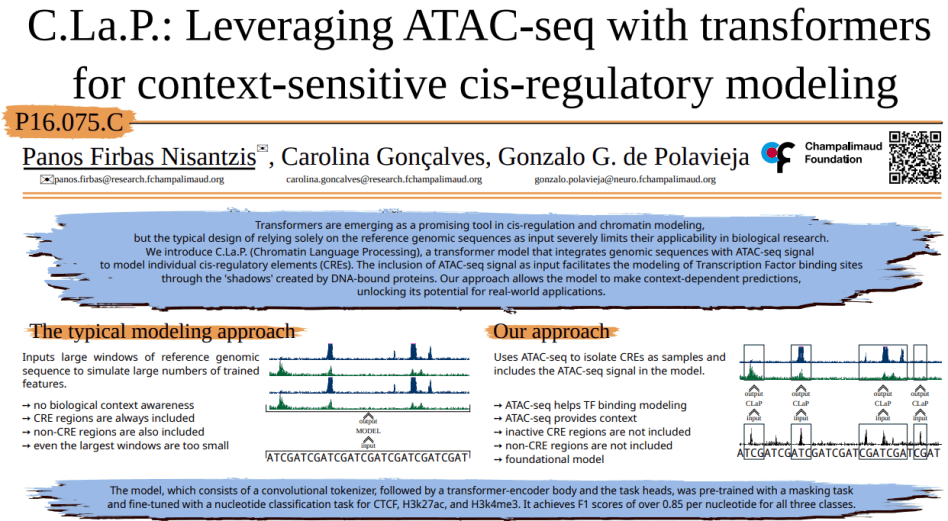 C.La.P.: Leveraging ATAC-seq with transformers
for context-sensitive cis-regulatory modeling
P16.075.C
Panos Firbas Nisantzis✉, Carolina Gonçalves, Gonzalo G. de Polavieja
Champalimaud
Foundation
✉panos.firbas@research.fchampalimaud.org
carolina.goncalves@research.fchampalimaud.org
gonzalo.polavieja@neuro.fchampalimaud.org
Transformers are emerging as a promising tool in cis-regulation and chromatin modeling,
but the typical design of relying solely on the reference genomic sequences as input severely limits their applicability in biological research.
We introduce C.La.P. (Chromatin Language Processing), a transformer model that integrates genomic sequences with ATAC-seq signal
to model individual cis-regulatory elements (CREs). The inclusion of ATAC-seq signal as input facilitates the modeling of Transcription Factor binding sites
through the 'shadows' created by DNA-bound proteins. Our approach allows the model to make context-dependent predictions,
unlocking its potential for real-world applications.
The typical modeling approach
Inputs large windows of reference genomic
sequence to simulate large numbers of trained
features.
→ no biological context awareness
→ CRE regions are always included
→ non-CRE regions are also included
→ even the largest windows are too small
output
MODEL
input
ATCGATCGATCGATCGATCGATCGATCGAT
Our approach
Uses ATAC-seq to isolate CREs as samples and
includes the ATAC-seq signal in the model.
→ ATAC-seq helps TF binding modeling
→ ATAC-seq provides context
→ inactive CRE regions are not included
→ non-CRE regions are not included
→ foundational model
output output output output
CLaP CLaP CLaP CLaP
input input input input
ATCGATCGATCGATCGATCGATCGATCGAT
The model, which consists of a convolutional tokenizer, followed by a transformer-encoder body and the task heads, was pre-trained with a masking task
and fine-tuned with a nucleotide classification task for CTCF, H3k27ac, and H3k4me3. It achieves F1 scores of over 0.85 per nucleotide for all three classes.